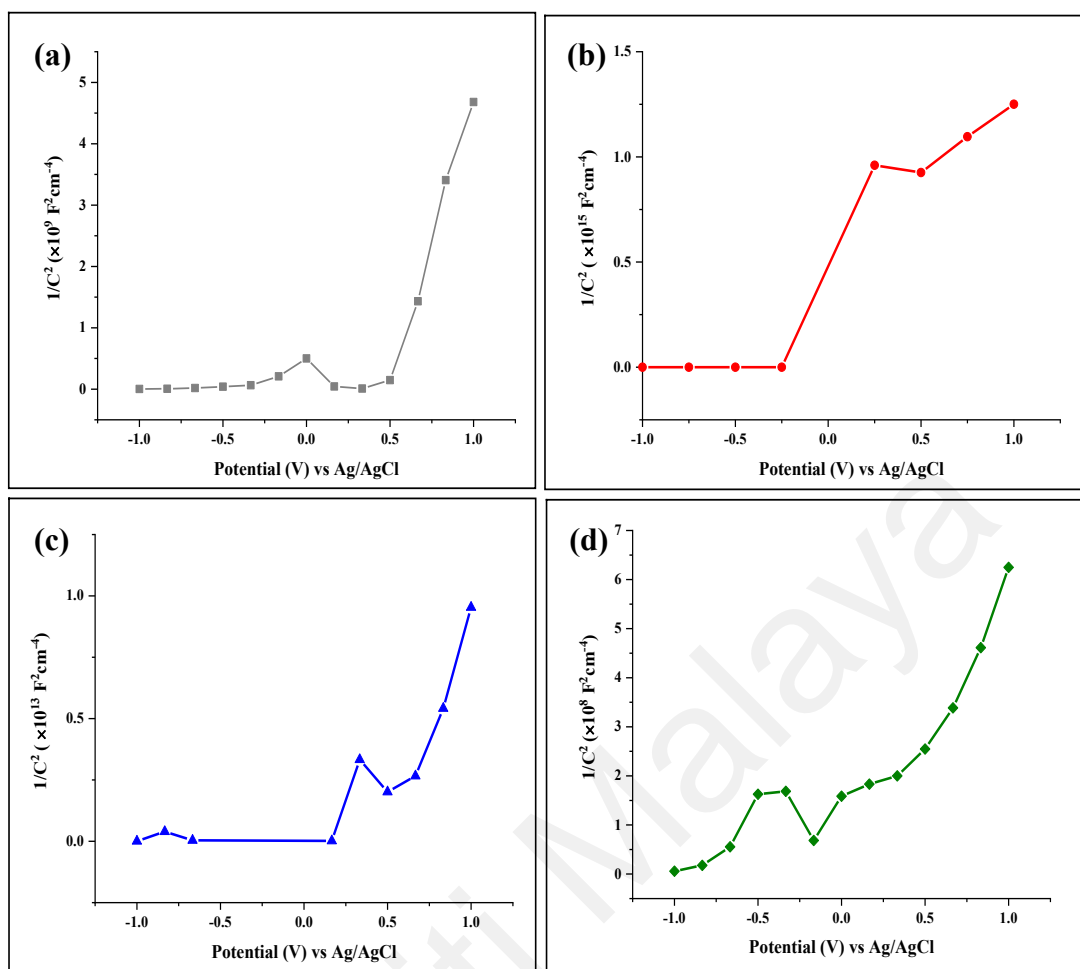 (a)
1/C² (×10⁹ F²cm⁻⁴)
5
4
3
2
1
0
-1.0 -0.5 0.0 0.5 1.0
Potential (V) vs Ag/AgCl
(b)
1/C² ( ×10¹⁵ F²cm⁻⁴)
1.5
1.0
0.5
0.0
-1.0 -0.5 0.0 0.5 1.0
Potential (V) vs Ag/AgCl
(c)
1/C² ( ×10¹³ F²cm⁻⁴)
1.0
0.5
0.0
-1.0 -0.5 0.0 0.5 1.0
Potential (V) vs Ag/AgCl
(d)
1/C² (×10⁸ F²cm⁻⁴)
7
6
5
4
3
2
1
0
-1.0 -0.5 0.0 0.5 1.0
Potential (V) vs Ag/AgCl
iti Malaya